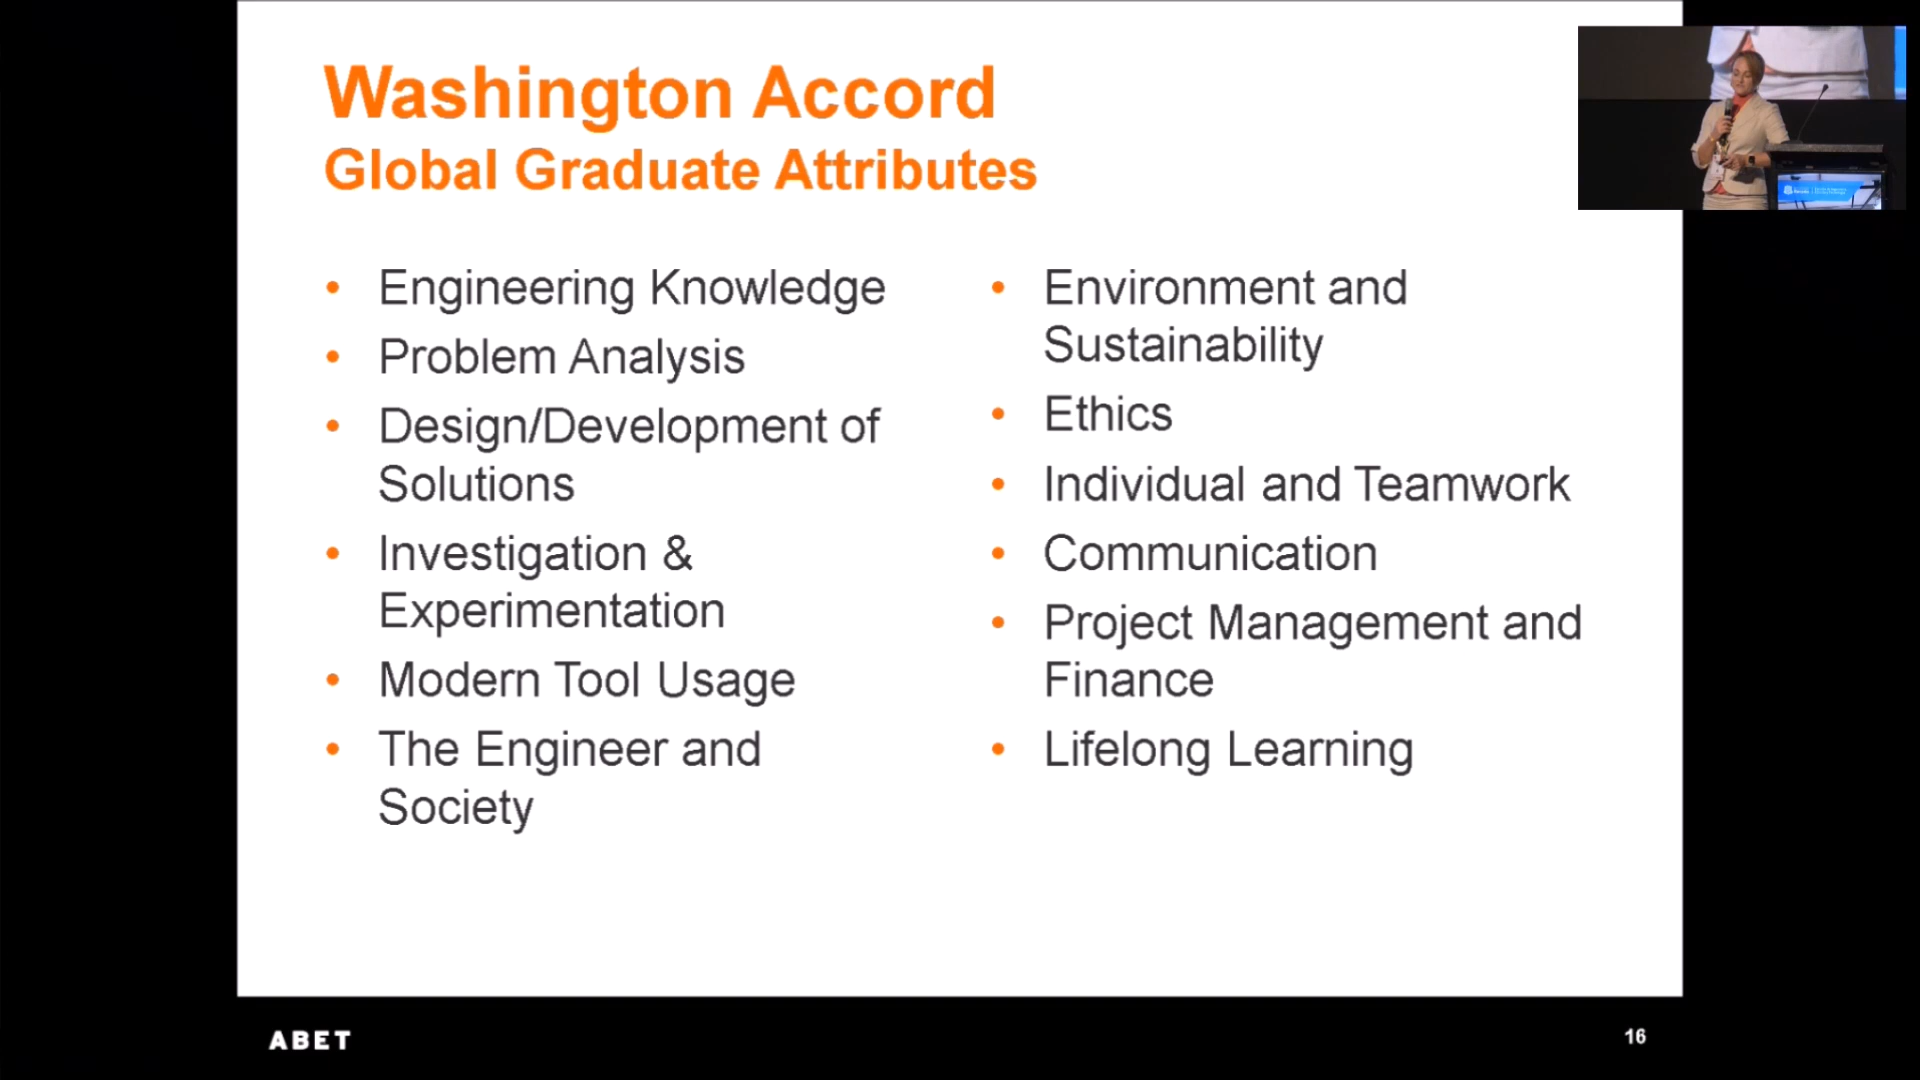 Washington Accord
Global Graduate Attributes
• Engineering Knowledge
• Problem Analysis
• Design/Development of
Solutions
• Investigation &
Experimentation
• Modern Tool Usage
• The Engineer and
Society
• Environment and
Sustainability
• Ethics
• Individual and Teamwork
• Communication
• Project Management and
Finance
• Lifelong Learning
ABET
16